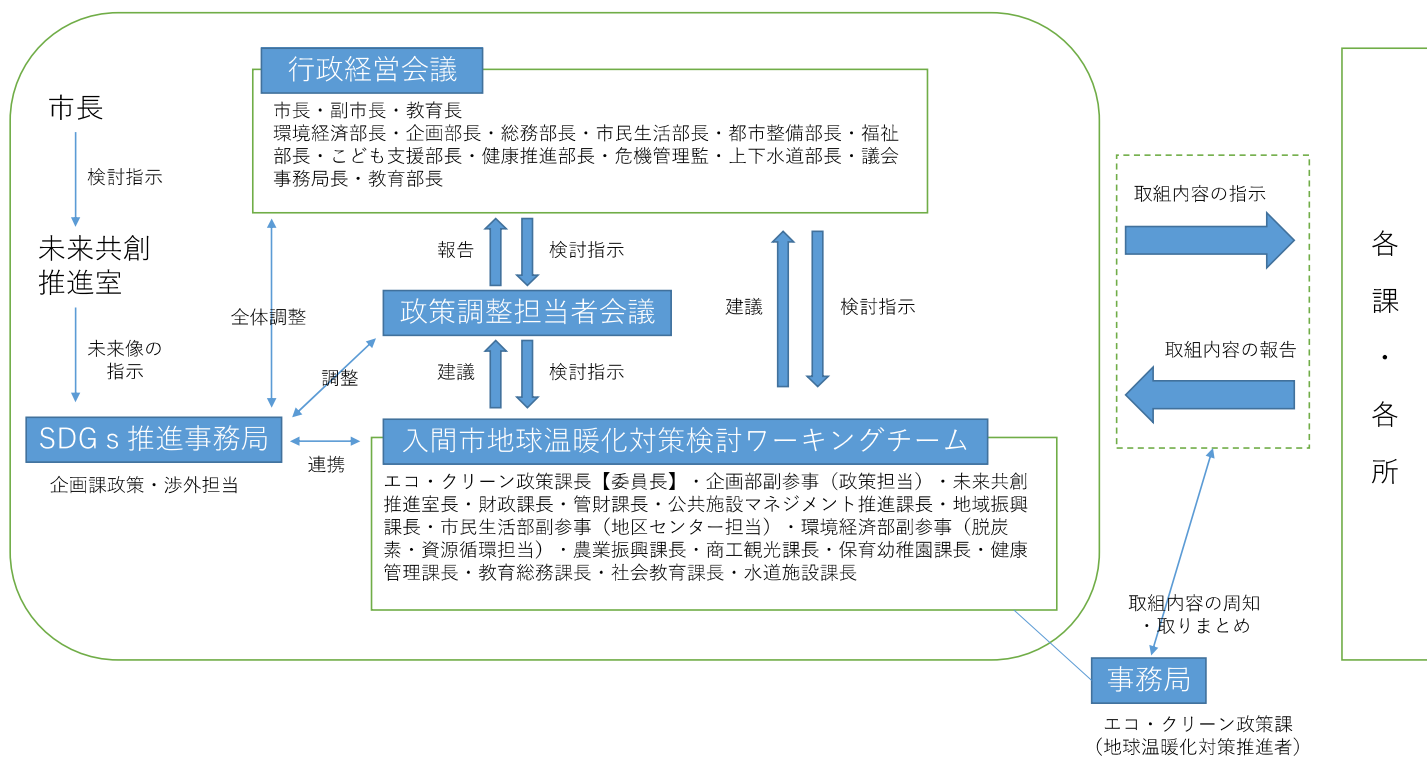 行政経営会議
市長・副市長・教育長
環境経済部長・企画部長・総務部長・市民生活部長・都市整備部長・福祉
部長・こども支援部長・健康推進部長・危機管理監・上下水道部長・議会
事務局長・教育部長
市長
検討指示
未来共創
推進室
未来像の
指示
全体調整
報告
検討指示
政策調整担当者会議
調整
建議
検討指示
建議
検討指示
SDGｓ推進事務局
企画課政策・渉外担当
連携
入間市地球温暖化対策検討ワーキングチーム
エコ・クリーン政策課長【委員長】・企画部副参事（政策担当）・未来共創
推進室長・財政課長・管財課長・公共施設マネジメント推進課長・地域振興
課長・市民生活部副参事（地区センター担当）・環境経済部副参事（脱炭
素・資源循環担当）・農業振興課長・商工観光課長・保育幼稚園課長・健康
管理課長・教育総務課長・社会教育課長・水道施設課長
取組内容の指示
取組内容の報告
各課・各所
取組内容の周知
・取りまとめ
事務局
エコ・クリーン政策課
（地球温暖化対策推進者）